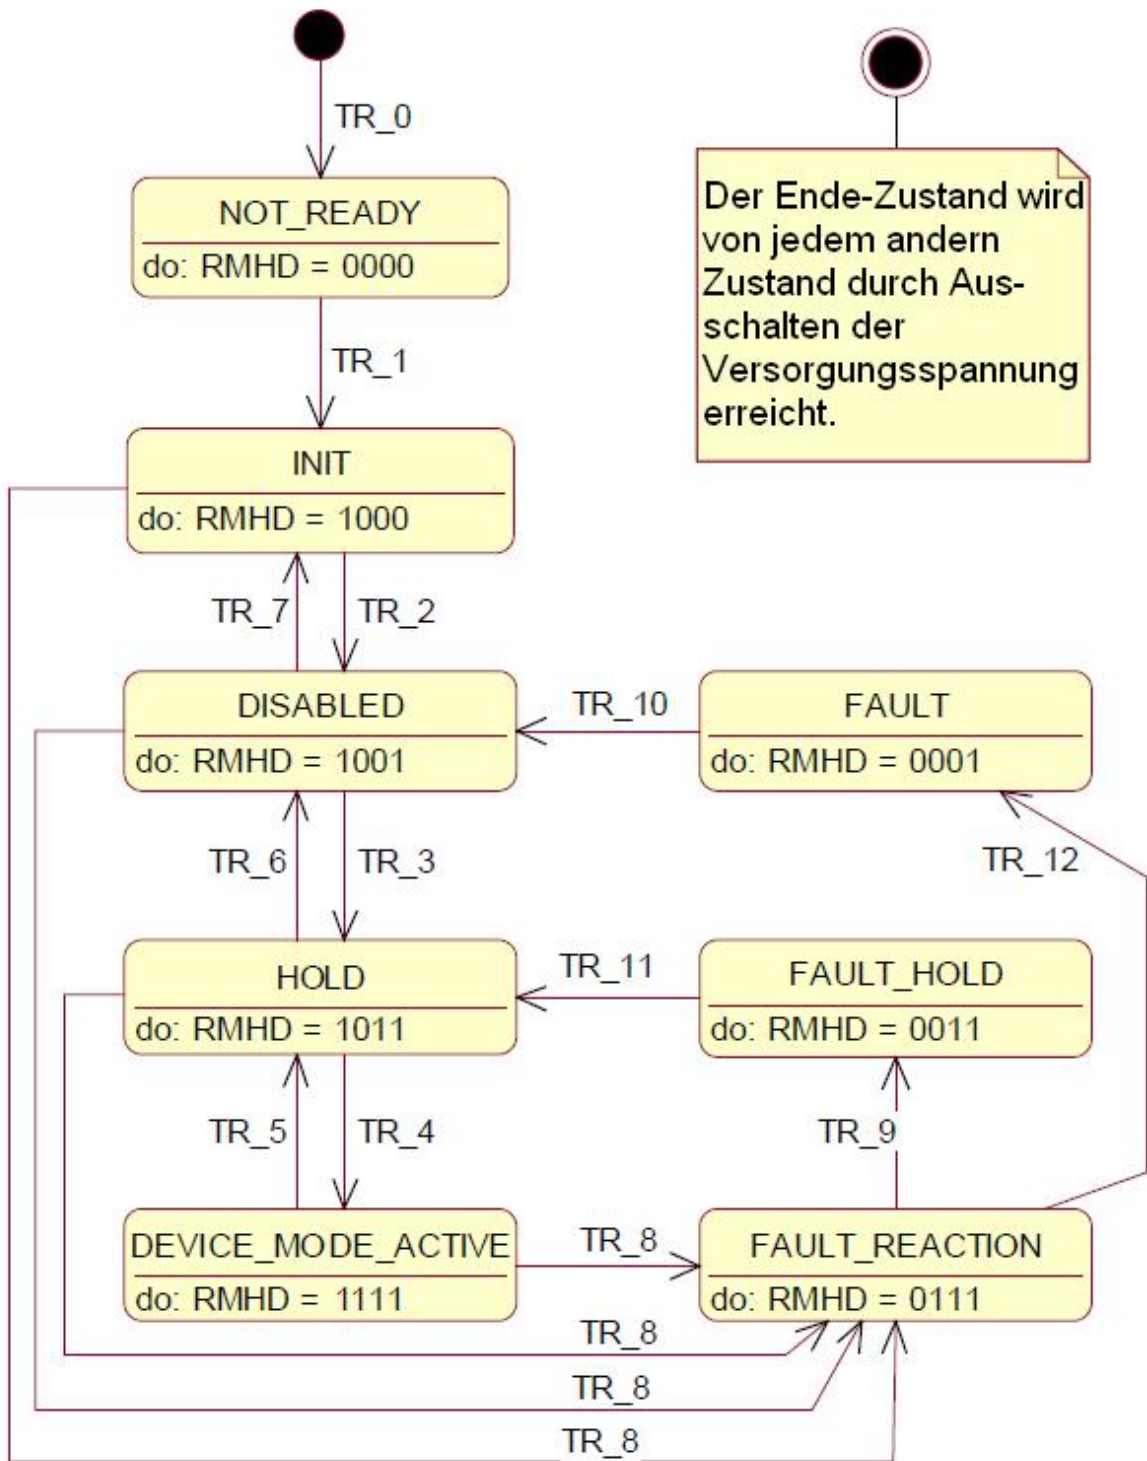 TR_0
NOT_READY
do: RMHD = 0000
Der Ende-Zustand wird
von jedem andern
Zustand durch Aus-
schalten der
Versorgungsspannung
erreicht.
TR_1
INIT
do: RMHD = 1000
TR_7
TR_2
DISABLED
do: RMHD = 1001
TR_10
FAULT
do: RMHD = 0001
TR_6
TR_3
TR_12
HOLD
do: RMHD = 1011
TR_11
FAULT_HOLD
do: RMHD = 0011
TR_5
TR_4
TR_9
DEVICE_MODE_ACTIVE
do: RMHD = 1111
TR_8
FAULT_REACTION
do: RMHD = 0111
TR_8
TR_8
TR_8